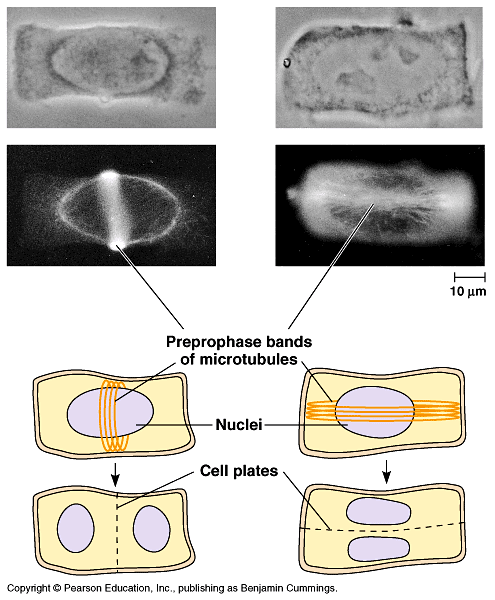 10 µm
Preprophase bands
of microtubules
Nuclei
Cell plates
Copyright © Pearson Education, Inc., publishing as Benjamin Cummings.